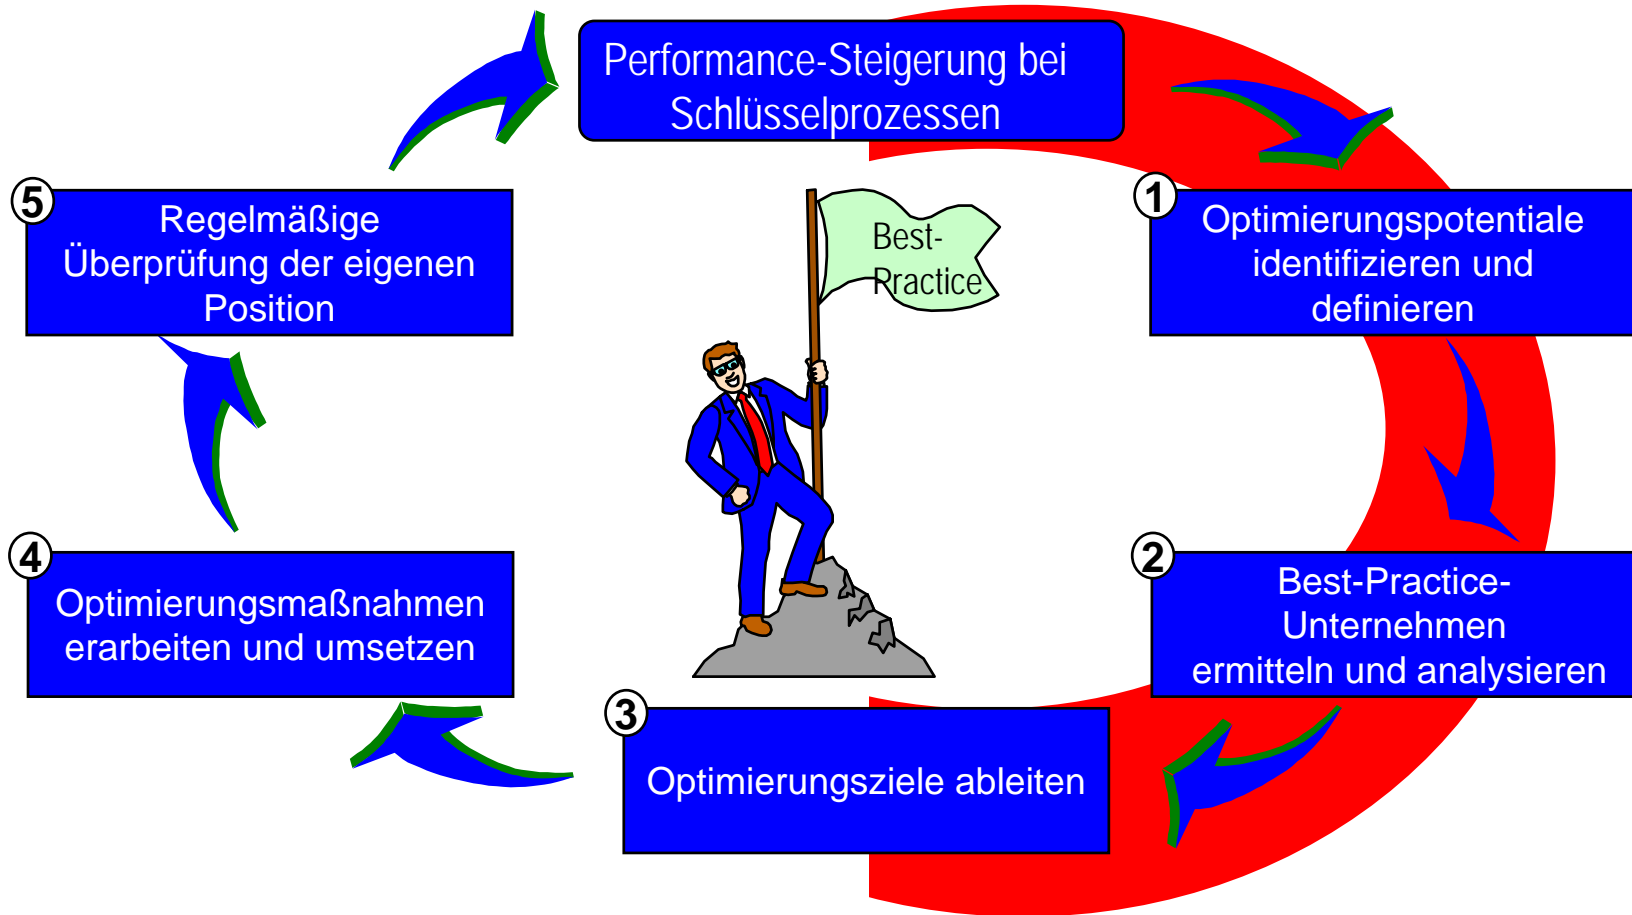 Performance-Steigerung bei
Schlüsselprozessen
1
Optimierungspotentiale
identifizieren und
definieren
2
Best-Practice-
Unternehmen
ermitteln und analysieren
3
Optimierungsziele ableiten
4
Optimierungsmaßnahmen
erarbeiten und umsetzen
5
Regelmäßige
Überprüfung der eigenen
Position
Best-
Practice